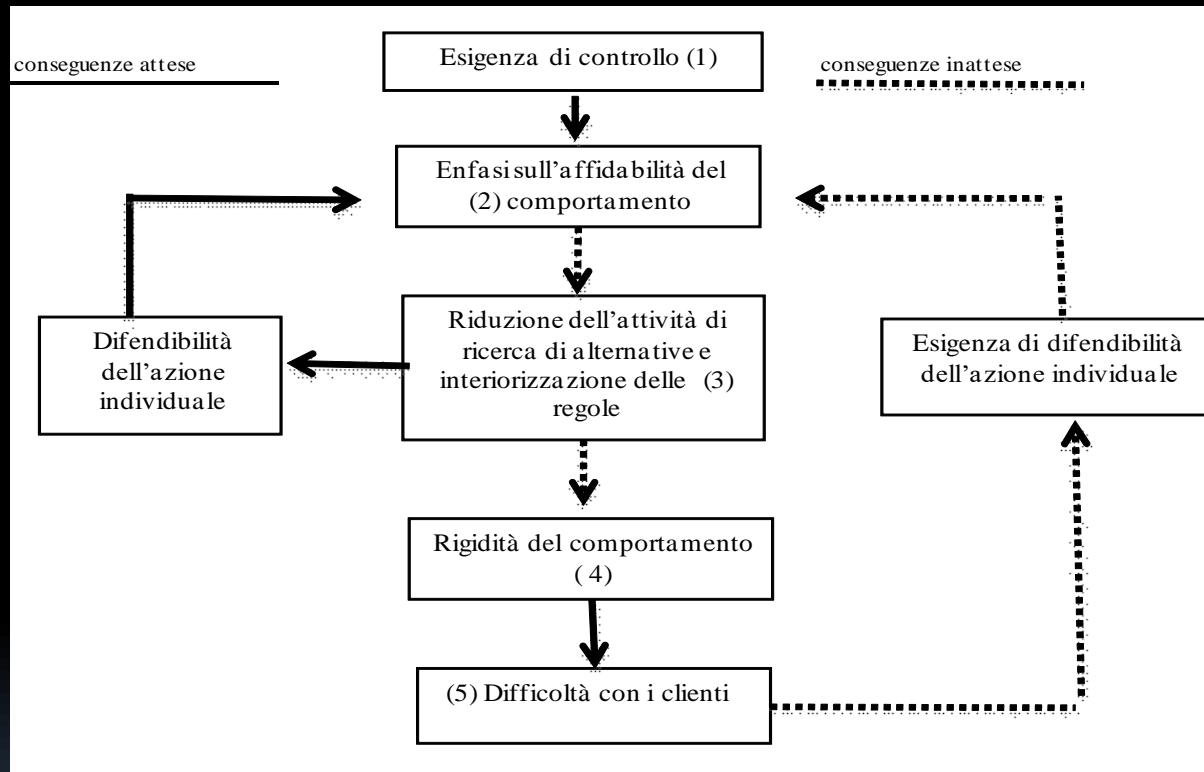 Esigenza di controllo (1)
conseguenze attese
conseguenze inattese
Enfasi sull'affidabilità del
(2) comportamento
Riduzione dell'attività di
ricerca di alternative e
interiorizzazione delle (3)
regole
Difendibilità
dell'azione
individuale
Esigenza di difendibilità
dell'azione individuale
Rigidità del comportamento
( 4)
(5) Difficoltà con i clienti